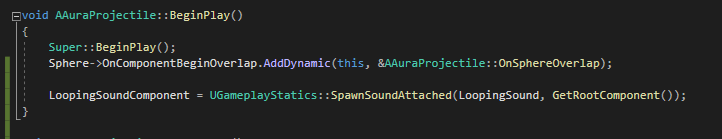 void AAuraProjectile::BeginPlay()
{
Super::BeginPlay();
Sphere->OnComponentBeginOverlap.AddDynamic(this, &AAuraProjectile::OnSphereOverlap);
LoopingSoundComponent = UGameplayStatics::SpawnSoundAttached(LoopingSound, GetRootComponent());
}